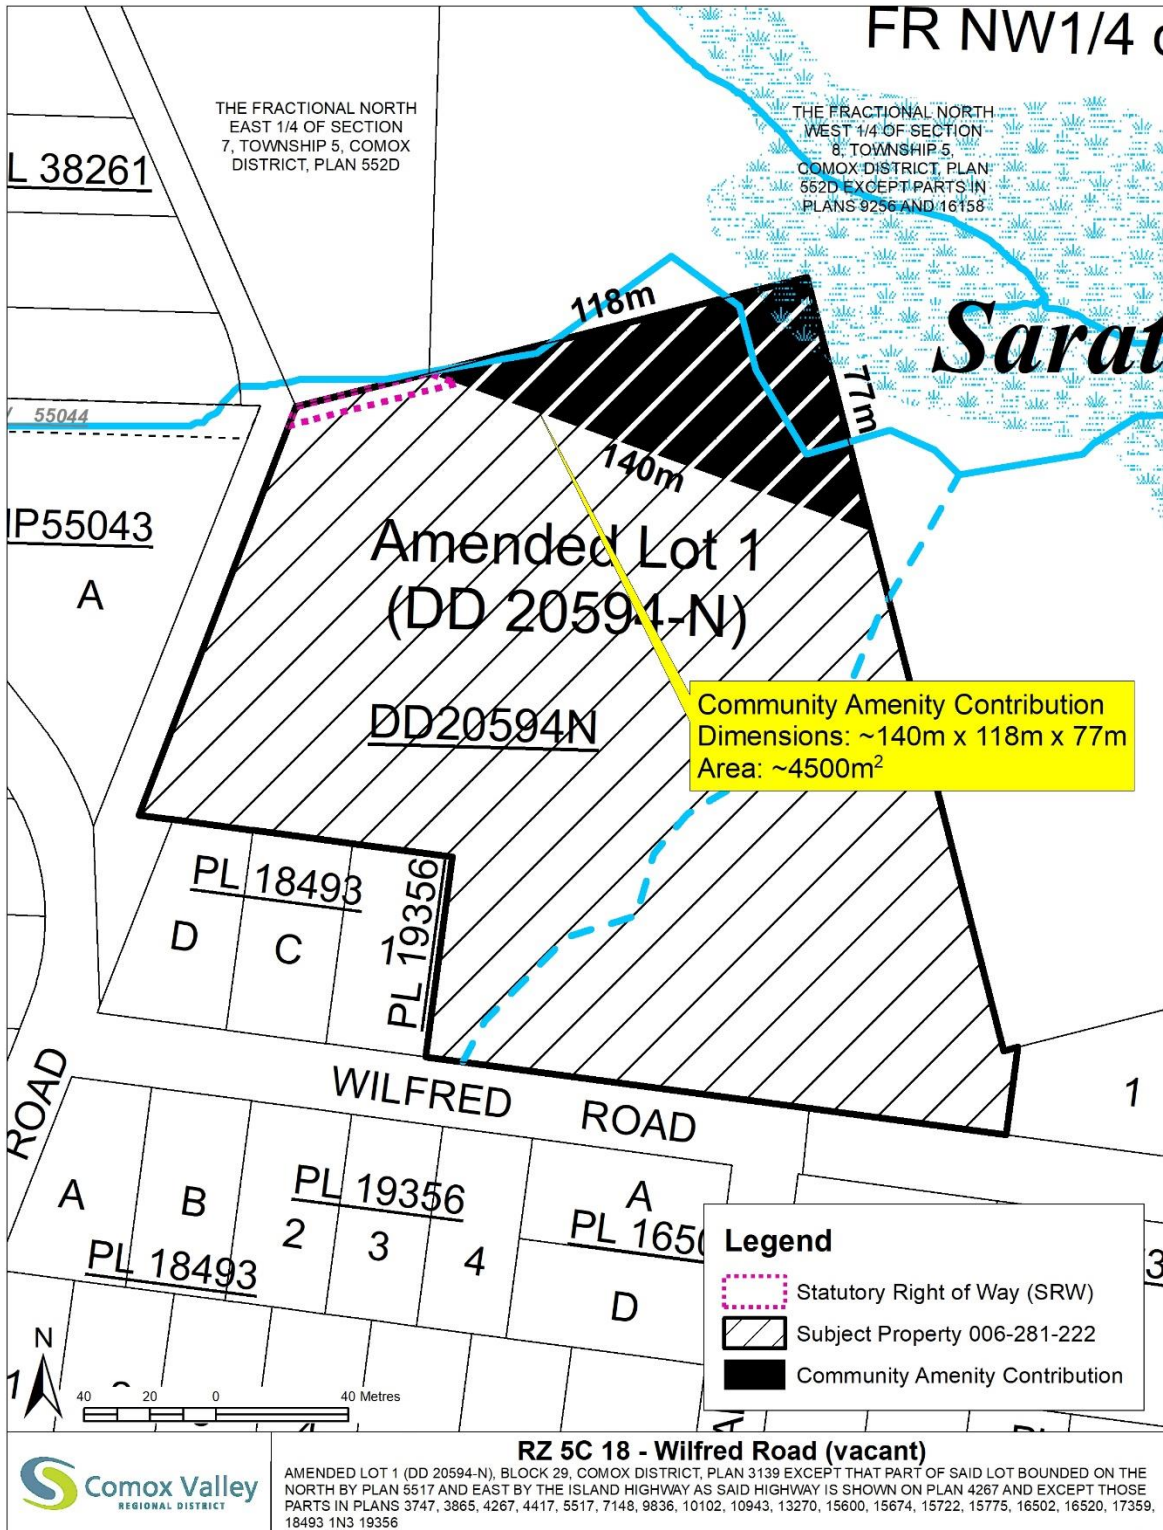 FR NW1/4
THE FRACTIONAL NORTH
EAST 1/4 OF SECTION
7, TOWNSHIP 5, COMOX
DISTRICT, PLAN 552D
THE FRACTIONAL NORTH
WEST 1/4 OF SECTION
8, TOWNSHIP 5,
COMOX DISTRICT, PLAN
552D EXCEPT PARTS IN
PLANS 9256 AND 16158
L 38261
118m
Sarat
77m
55044
140m
IP55043
A
Amended Lot 1
(DD 20594-N)
DD20594N
Community Amenity Contribution
Dimensions: ~140m x 118m x 77m
Area: ~4500m²
PL 18493
PL 19356
D
C
1
WILFRED ROAD
ROAD
1
A
B
PL 19356
2
3
4
PL 18493
A
PL 1650
D
Legend
Statutory Right of Way (SRW)
Subject Property 006-281-222
Community Amenity Contribution
3
N
1
40 20 0 40 Metres
Comox Valley
REGIONAL DISTRICT
RZ 5C 18 - Wilfred Road (vacant)
AMENDED LOT 1 (DD 20594-N), BLOCK 29, COMOX DISTRICT, PLAN 3139 EXCEPT THAT PART OF SAID LOT BOUNDED ON THE
NORTH BY PLAN 5517 AND EAST BY THE ISLAND HIGHWAY AS SAID HIGHWAY IS SHOWN ON PLAN 4267 AND EXCEPT THOSE
PARTS IN PLANS 3747, 3865, 4267, 4417, 5517, 7148, 9836, 10102, 10943, 13270, 15600, 15674, 15722, 15775, 16502, 16520, 17359,
18493 1N3 19356